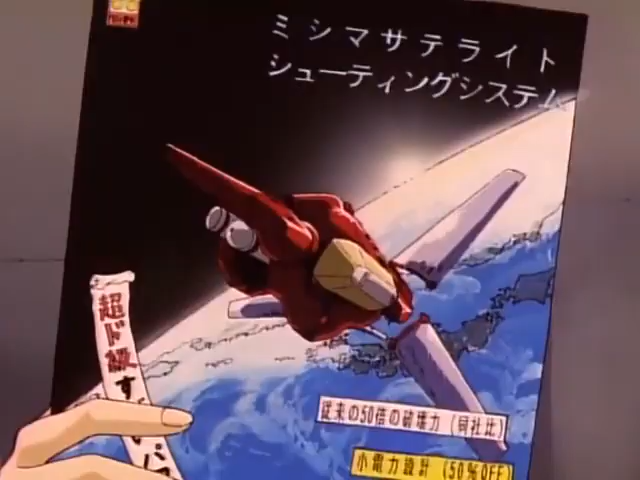 ミシマサテライト
シューティングシステム
超ド級す
従来の50倍の破壊力 (同社比)
小電力設計 (50%OFF)